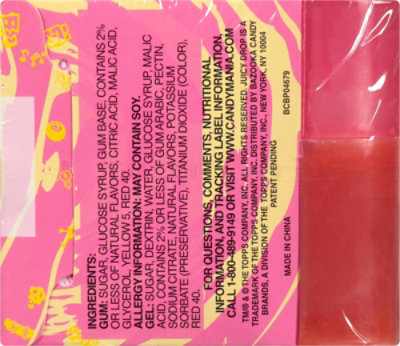 INGREDIENTS:
GUM: SUGAR, GLUCOSE SYRUP, GUM BASE, CONTAINS 2%
OR LESS OF NATURAL FLAVORS, CITRIC ACID, MALIC ACID,
GLYCEROL, YELLOW 5, RED 40.
ALLERGY INFORMATION: MAY CONTAIN SOY.
GEL: SUGAR, DEXTRIN, WATER, GLUCOSE SYRUP, MALIC
ACID, CONTAINS 2% OR LESS OF GUM ARABIC, PECTIN,
SODIUM CITRATE, NATURAL FLAVORS, POTASSIUM
SORBATE (PRESERVATIVE), TITANIUM DIOXIDE (COLOR),
RED 40.
FOR QUESTIONS, COMMENTS, NUTRITIONAL
INFORMATION, AND TRACKING LABEL INFORMATION,
CALL 1-800-489-9149 OR VISIT WWW.CANDYMANIA.COM
TM/® & © THE TOPPS COMPANY, INC. ALL RIGHTS RESERVED. JUICY DROP IS A
TRADEMARK OF THE TOPPS COMPANY, INC. DISTRIBUTED BY BAZOOKA CANDY
BRANDS, A DIVISION OF THE TOPPS COMPANY, INC., NEW YORK, NY 10004
PATENT PENDING
MADE IN CHINA
BCBP04679